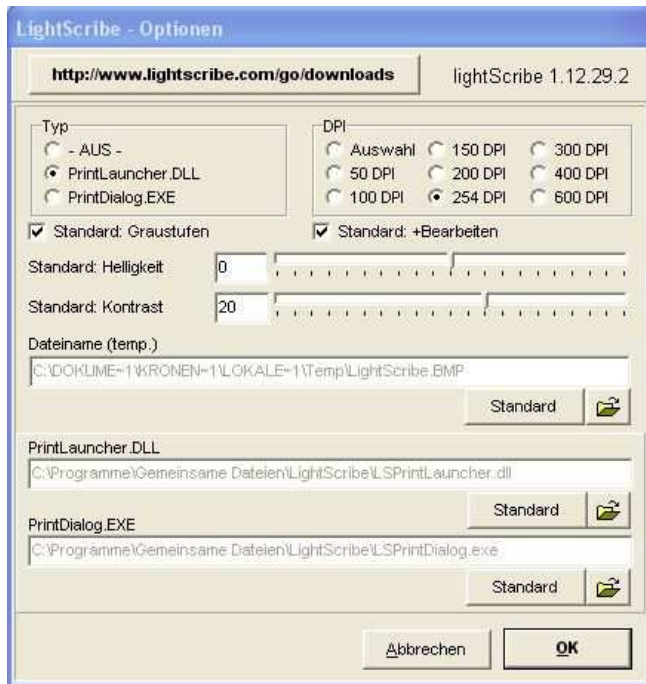 LightScribe - Optionen
http://www.lightscribe.com/go/downloads
lightScribe 1.12.29.2
Typ
- AUS -
PrintLauncher.DLL
PrintDialog.EXE
DPI
Auswahl 150 DPI 300 DPI
50 DPI 200 DPI 400 DPI
100 DPI 254 DPI 600 DPI
Standard: Graustufen
Standard: +Bearbeiten
Standard: Helligkeit 0
Standard: Kontrast 20
Dateiname (temp.)
C:\DOKUME~1\KRONEN~1\LOKALE~1\Temp\LightScribe.BMP
Standard
PrintLauncher.DLL
C:\Programme\Gemeinsame Dateien\LightScribe\LSPrintLauncher.dll
Standard
PrintDialog.EXE
C:\Programme\Gemeinsame Dateien\LightScribe\LSPrintDialog.exe
Standard
Abbrechen
OK